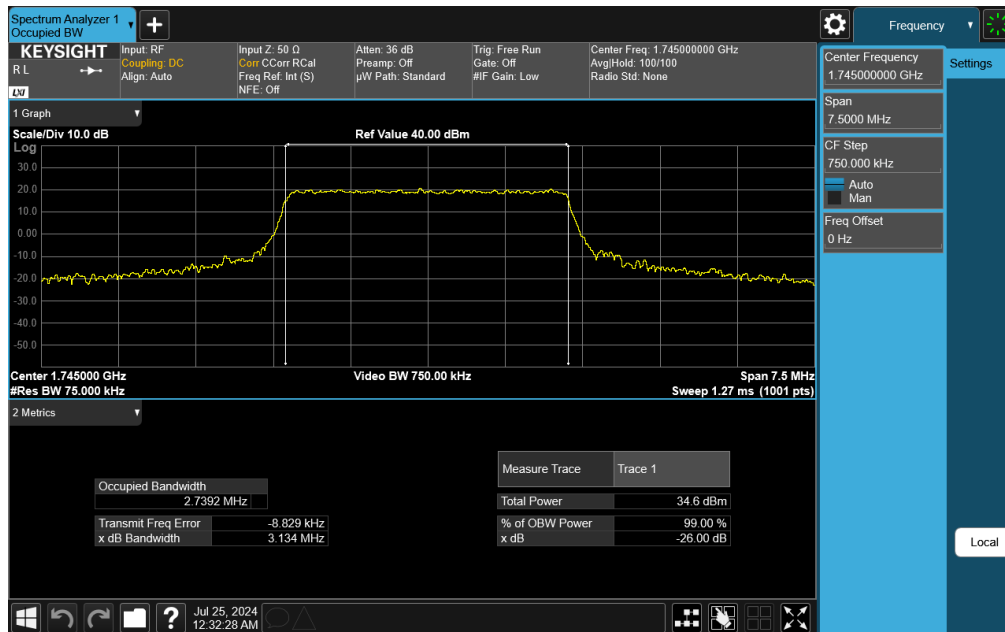 Spectrum Analyzer 1
Occupied BW
Frequency
KEYSIGHT
R L
LXI
Input: RF
Coupling: DC
Align: Auto
Input Z: 50 Ω
Corr CCorr RCal
Freq Ref: Int (S)
NFE: Off
Atten: 36 dB
Preamp: Off
µW Path: Standard
Trig: Free Run
Gate: Off
#IF Gain: Low
Center Freq: 1.745000000 GHz
Avg|Hold: 100/100
Radio Std: None
Center Frequency
1.745000000 GHz
Settings
Span
7.5000 MHz
CF Step
750.000 kHz
Auto
Man
Freq Offset
0 Hz
1 Graph
Scale/Div 10.0 dB
Ref Value 40.00 dBm
Log
30.0
20.0
10.0
0.00
-10.0
-20.0
-30.0
-40.0
-50.0
Center 1.745000 GHz
Video BW 750.00 kHz
Span 7.5 MHz
#Res BW 75.000 kHz
Sweep 1.27 ms (1001 pts)
2 Metrics
Occupied Bandwidth
2.7392 MHz
Transmit Freq Error -8.829 kHz
x dB Bandwidth 3.134 MHz
Measure Trace Trace 1
Total Power 34.6 dBm
% of OBW Power 99.00 %
x dB -26.00 dB
Local
?
Jul 25, 2024
12:32:28 AM